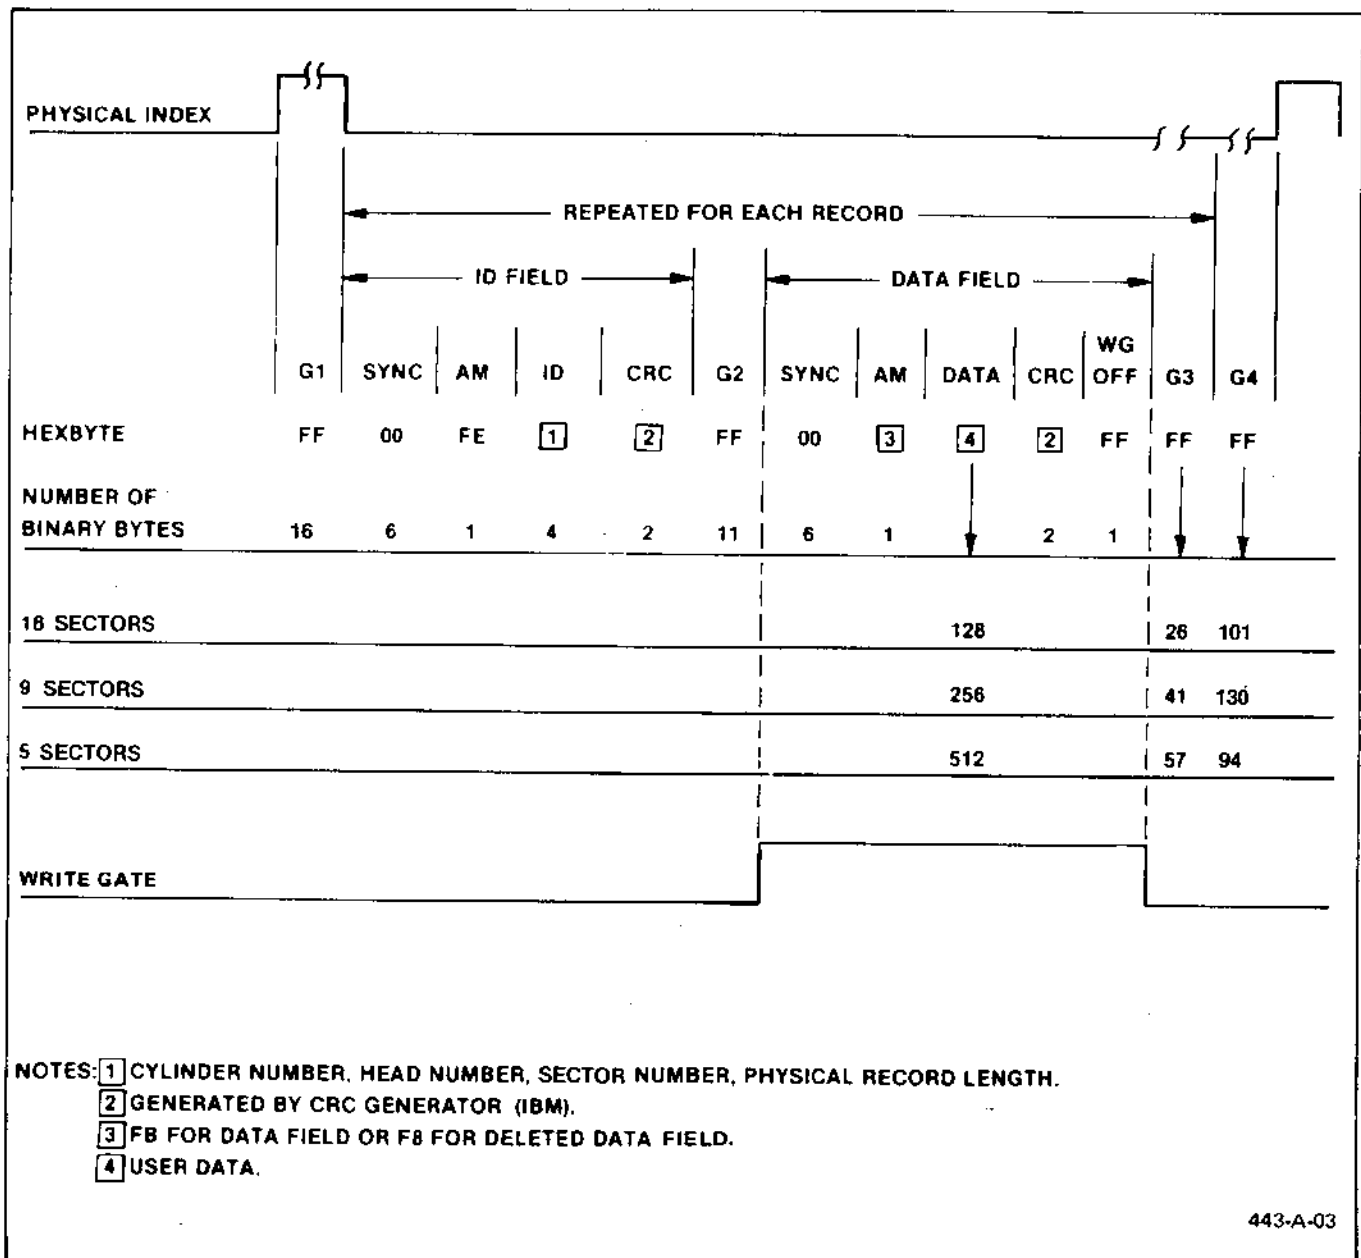 PHYSICAL INDEX
REPEATED FOR EACH RECORD
ID FIELD DATA FIELD
G1 SYNC AM ID CRC G2 SYNC AM DATA CRC WG OFF G3 G4
HEXBYTE FF 00 FE 1 2 FF 00 3 4 2 FF FF FF
NUMBER OF
BINARY BYTES 16 6 1 4 2 11 6 1 2 1
16 SECTORS 128 26 101
9 SECTORS 256 41 130
5 SECTORS 512 57 94
WRITE GATE
NOTES: 1 CYLINDER NUMBER, HEAD NUMBER, SECTOR NUMBER, PHYSICAL RECORD LENGTH.
2 GENERATED BY CRC GENERATOR (IBM).
3 FB FOR DATA FIELD OR F8 FOR DELETED DATA FIELD.
4 USER DATA.
443-A-03